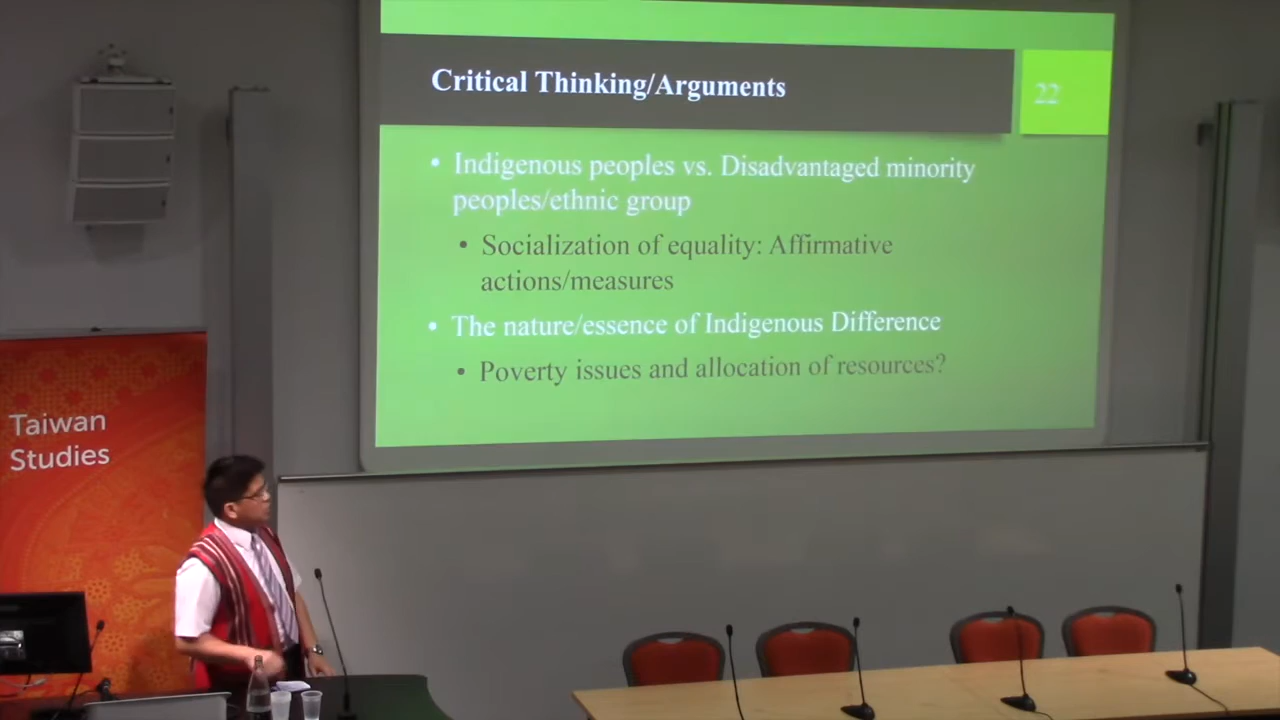 Critical Thinking/Arguments
22
• Indigenous peoples vs. Disadvantaged minority
peoples/ethnic group
• Socialization of equality: Affirmative
actions/measures
• The nature/essence of Indigenous Difference
• Poverty issues and allocation of resources?
Taiwan
Studies